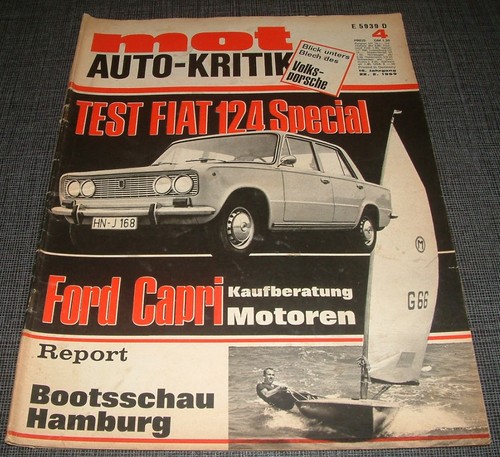 mot
AUTO-KRITIK
E 5939 D
4
Blick unters
Blech des
Volks-
porsche
TEST FIAT 124 Special
HN-J 168
Ford Capri Kaufberatung
Motoren
M
G 66
Report
Bootsschau
Hamburg